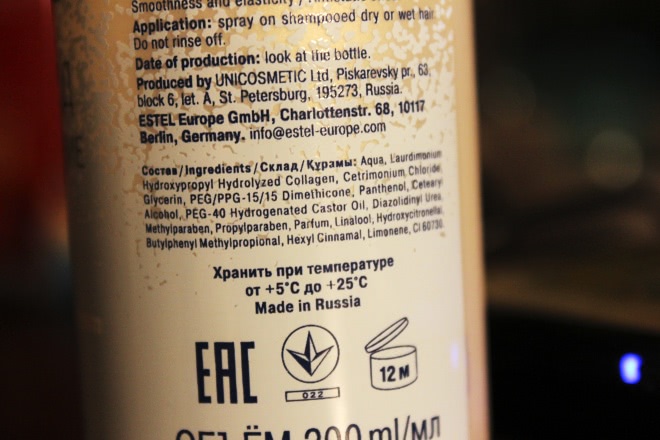 Smoothness and elasticity /
Application: spray on shampooed dry or wet hair
Do not rinse off.
Date of production: look at the bottle.
Produced by UNICOSMETIC Ltd, Piskarevsky pr., 63,
block 6, let. A, St. Petersburg, 195273, Russia.
ESTEL Europe GmbH, Charlottenstr. 68, 10117
Berlin, Germany. info@estel-europe.com
Состав/Ingredients/Склад/Құрамы: Aqua, Laurdimonium
Hydroxypropyl Hydrolyzed Collagen, Cetrimonium Chloride,
Glycerin, PEG/PPG-15/15 Dimethicone, Panthenol, Cetearyl
Alcohol, PEG-40 Hydrogenated Castor Oil, Diazolidinyl Urea,
Methylparaben, Propylparaben, Parfum, Linalool, Hydroxycitronellal,
Butylphenyl Methylpropional, Hexyl Cinnamal, Limonene, CI 60730.
Хранить при температуре
от +5°C до +25°C
Made in Russia
EAC
022
12 M
ОБЪЁМ 200 ml/мл